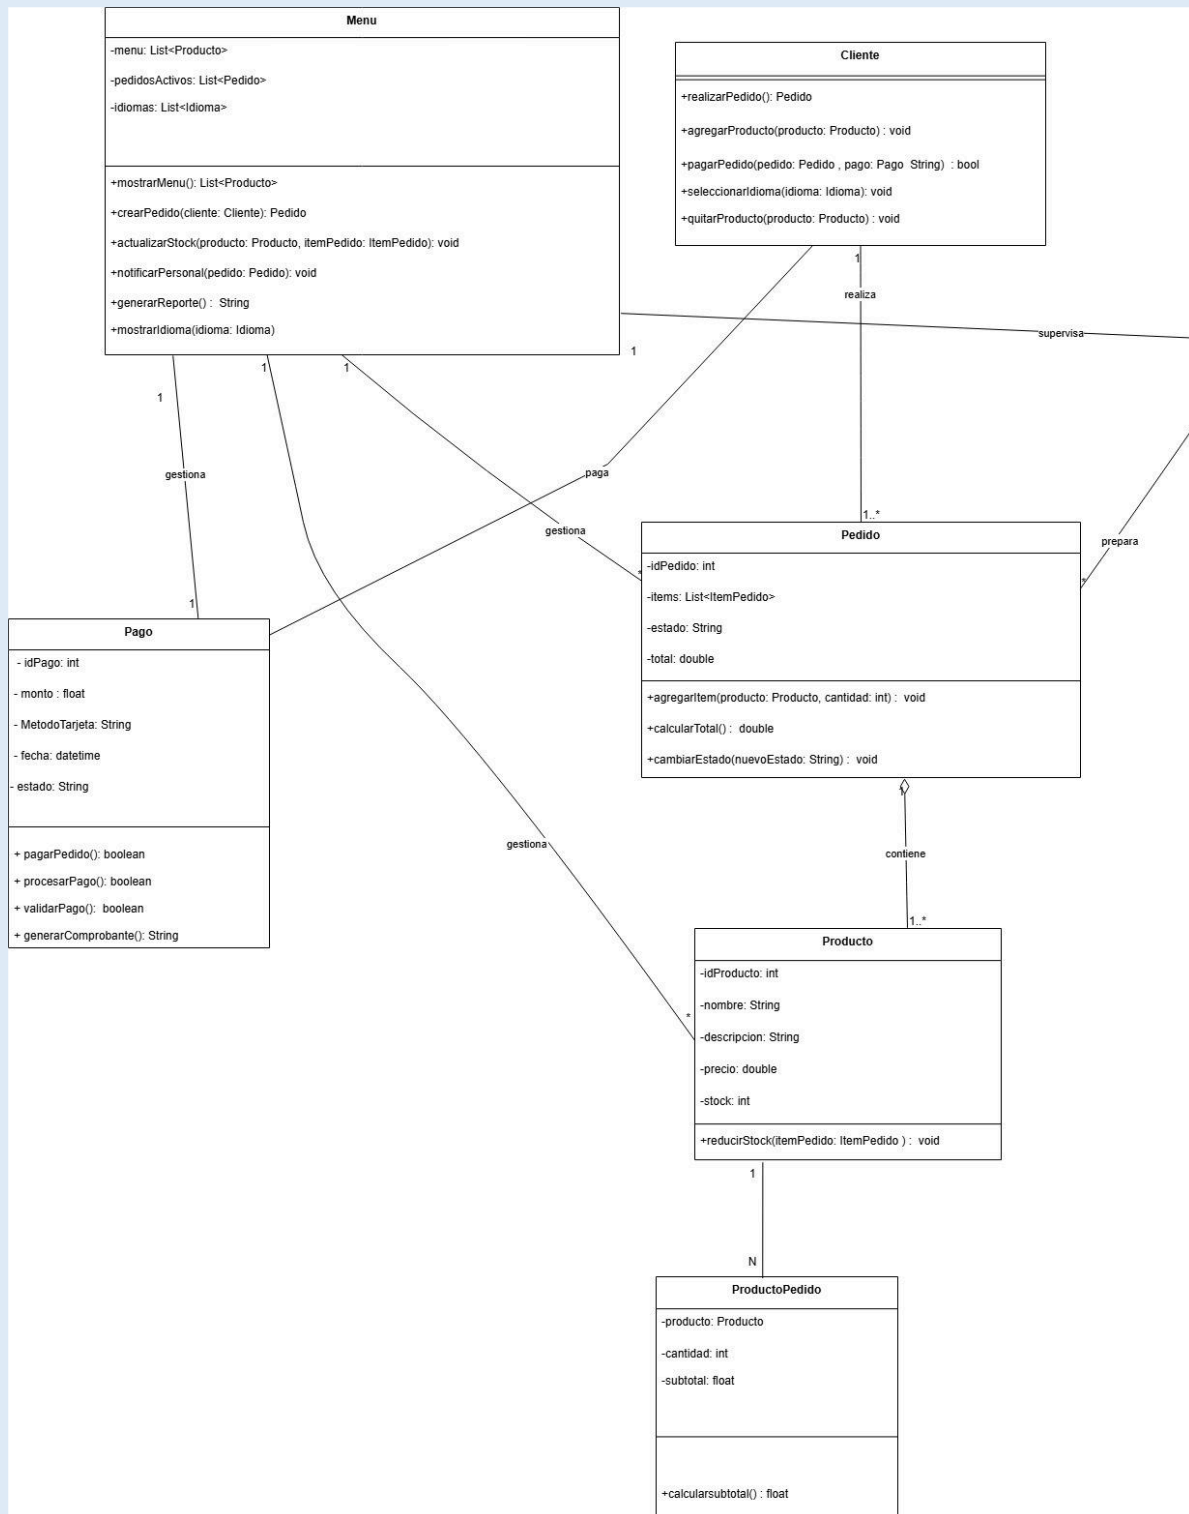 Menu
-menu: List<Producto>
-pedidosActivos: List<Pedido>
-idiomas: List<Idioma>
+mostrarMenu(): List<Producto>
+crearPedido(cliente: Cliente): Pedido
+actualizarStock(producto: Producto, itemPedido: ItemPedido): void
+notificarPersonal(pedido: Pedido): void
+generarReporte() : String
+mostrarIdioma(idioma: Idioma)
Cliente
+realizarPedido(): Pedido
+agregarProducto(producto: Producto) : void
+pagarPedido(pedido: Pedido , pago: Pago String) : bool
+seleccionarIdioma(idioma: Idioma): void
+quitarProducto(producto: Producto) : void
1
realiza
1..*
supervisa
1
1
1
1
gestiona
1
paga
gestiona
*
prepara
*
Pedido
-idPedido: int
-items: List<ItemPedido>
-estado: String
-total: double
+agregarItem(producto: Producto, cantidad: int) : void
+calcularTotal() : double
+cambiarEstado(nuevoEstado: String) : void
Pago
- idPago: int
- monto : float
- MetodoTarjeta: String
- fecha: datetime
- estado: String
+ pagarPedido(): boolean
+ procesarPago(): boolean
+ validarPago(): boolean
+ generarComprobante(): String
1
contiene
1..*
gestiona
*
Producto
-idProducto: int
-nombre: String
-descripcion: String
-precio: double
-stock: int
+reducirStock(itemPedido: ItemPedido ) : void
1
N
ProductoPedido
-producto: Producto
-cantidad: int
-subtotal: float
+calcularsubtotal() : float